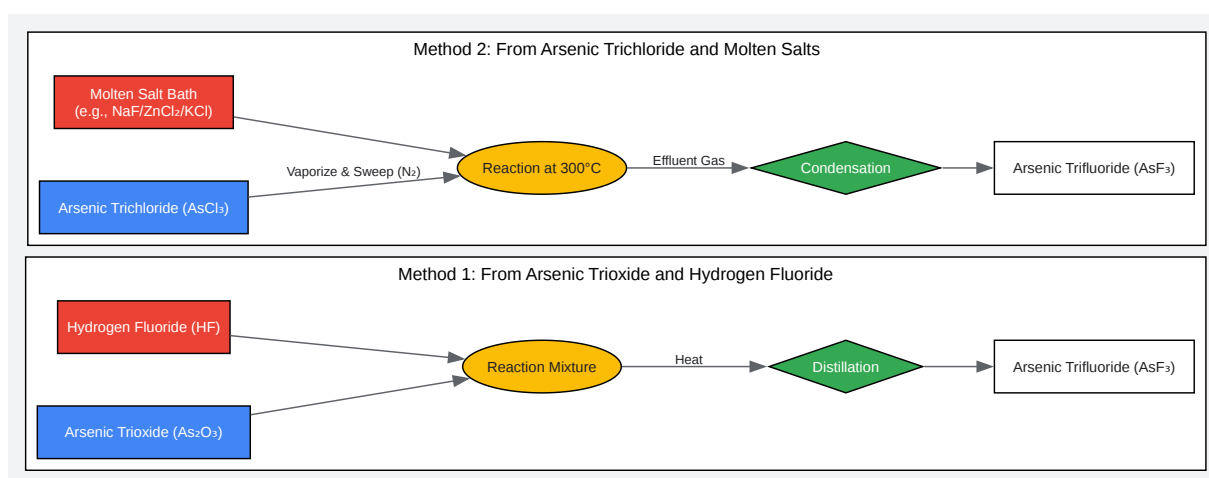 Method 2: From Arsenic Trichloride and Molten Salts
Molten Salt Bath
(e.g., NaF/ZnCl₂/KCl)
Vaporize & Sweep (N₂)
Arsenic Trichloride (AsCl₃)
Reaction at 300°C
Effluent Gas
Condensation
Arsenic Trifluoride (AsF₃)
Method 1: From Arsenic Trioxide and Hydrogen Fluoride
Hydrogen Fluoride (HF)
Arsenic Trioxide (As₂O₃)
Reaction Mixture
Heat
Distillation
Arsenic Trifluoride (AsF₃)